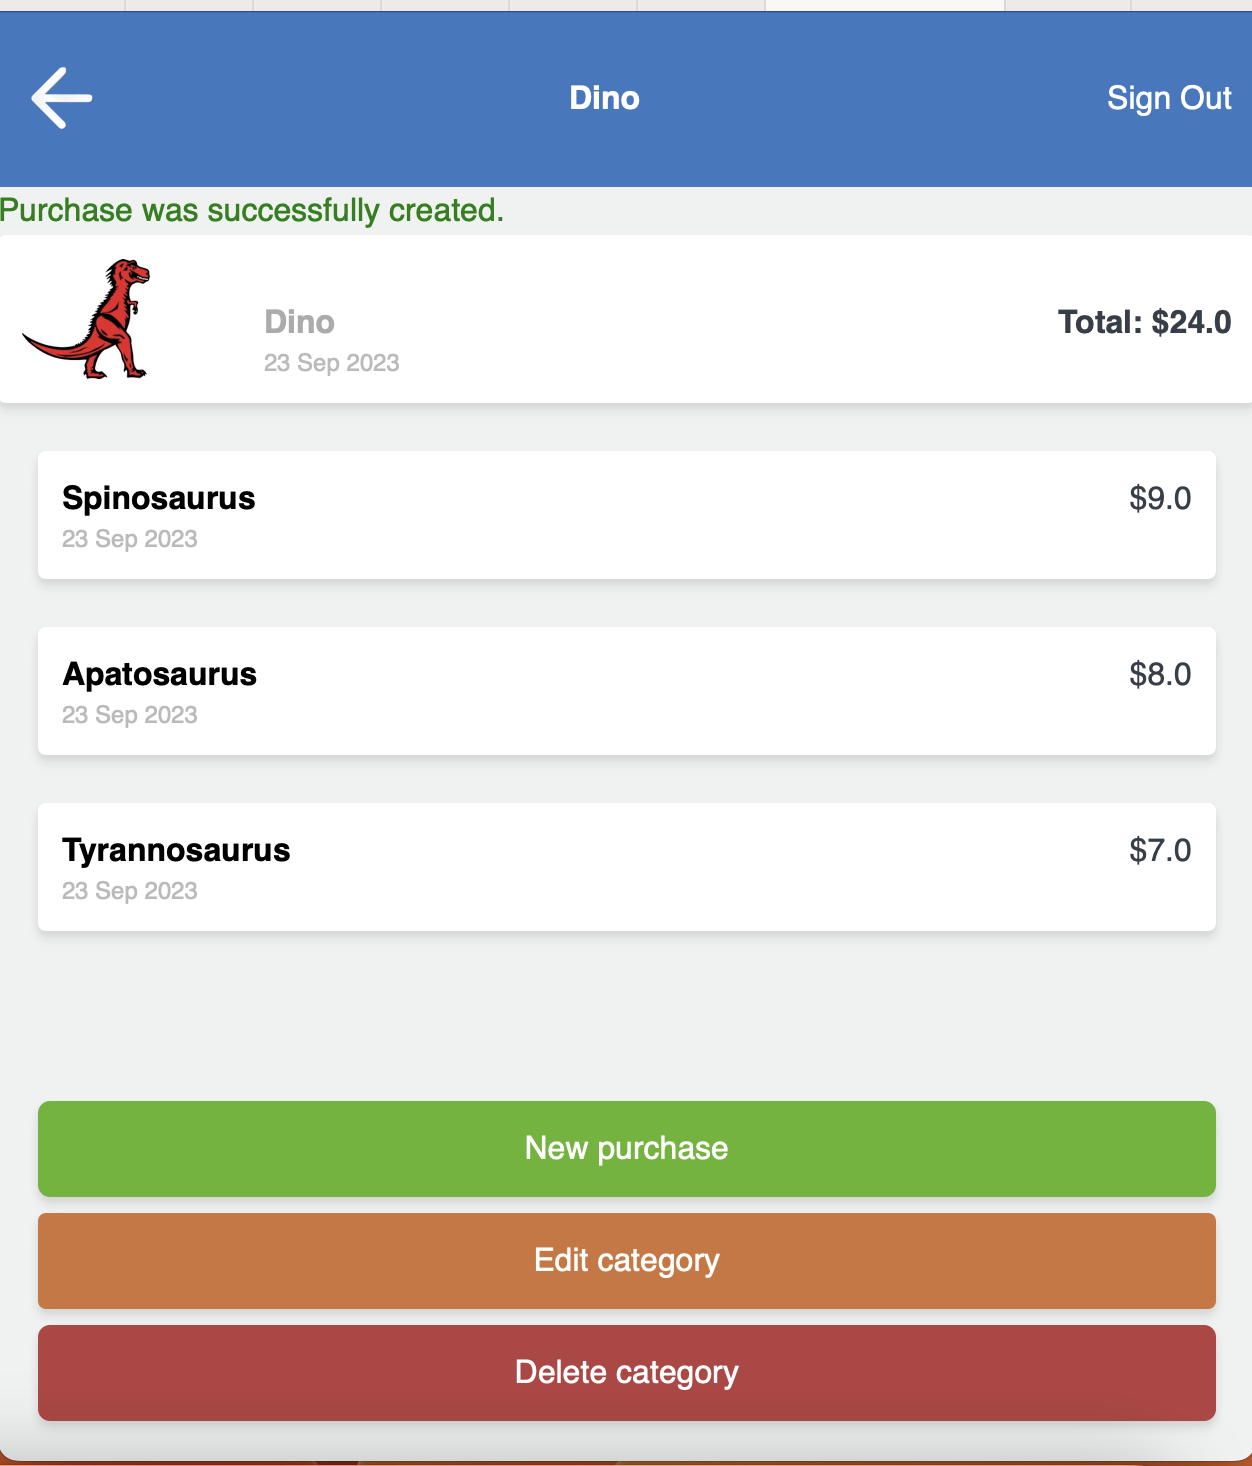 Dino
Sign Out
Purchase was successfully created.
Dino
Total: $24.0
23 Sep 2023
Spinosaurus
$9.0
23 Sep 2023
Apatosaurus
$8.0
23 Sep 2023
Tyrannosaurus
$7.0
23 Sep 2023
New purchase
Edit category
Delete category